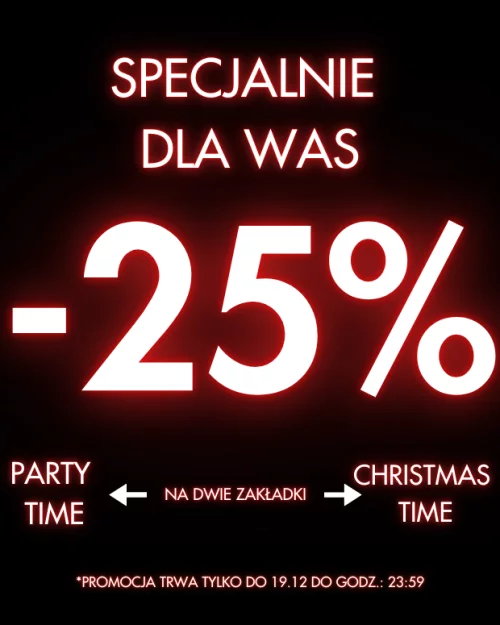 SPECJALNIE
DLA WAS
-25%
PARTY
TIME
NA DWIE ZAKŁADKI
CHRISTMAS
TIME
*PROMOCJA TRWA TYLKO DO 19.12 DO GODZ.: 23:59